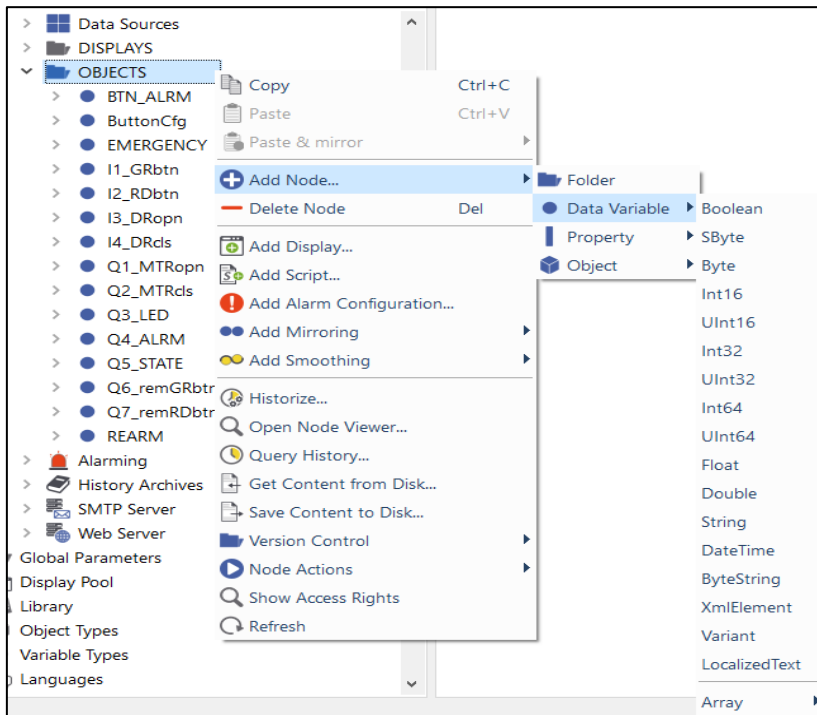 Data Sources
DISPLAYS
OBJECTS
BTN_ALRM
ButtonCfg
EMERGENCY
I1_GRbtn
I2_RDbtn
I3_DRopn
I4_DRcls
Q1_MTRopn
Q2_MTRcls
Q3_LED
Q4_ALRM
Q5_STATE
Q6_remGRbtr
Q7_remRDbtr
REARM
Alarming
History Archives
SMTP Server
Web Server
Global Parameters
Display Pool
Library
Object Types
Variable Types
Languages
Copy Ctrl+C
Paste Ctrl+V
Paste & mirror
Add Node...
Delete Node Del
Add Display...
Add Script...
Add Alarm Configuration...
Add Mirroring
Add Smoothing
Historize...
Open Node Viewer...
Query History...
Get Content from Disk...
Save Content to Disk...
Version Control
Node Actions
Show Access Rights
Refresh
Folder
Data Variable
Property
Object
Boolean
SByte
Byte
Int16
UInt16
Int32
UInt32
Int64
UInt64
Float
Double
String
DateTime
ByteString
XmlElement
Variant
LocalizedText
Array